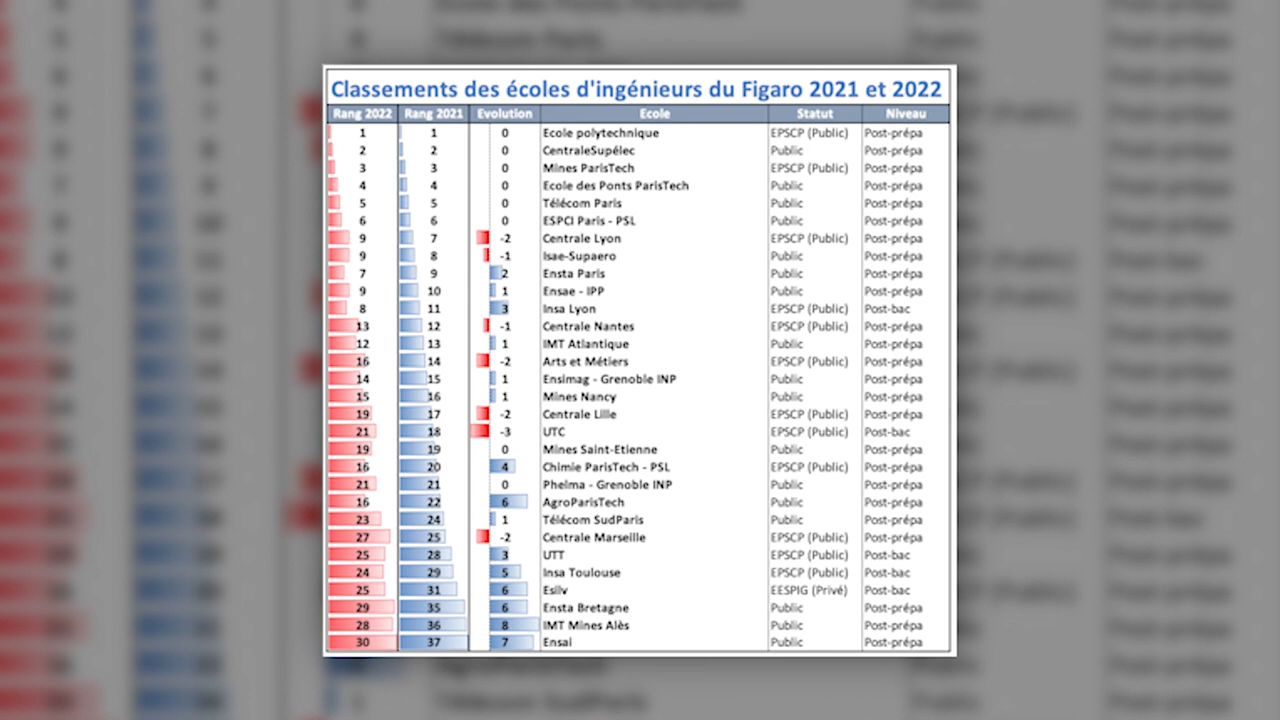 Classements des écoles d'ingénieurs du Figaro 2021 et 2022
Rang 2022 Rang 2021 Evolution Ecole Statut Niveau
1 1 0 Ecole polytechnique EPSCP (Public) Post-prépa
2 2 0 CentraleSupélec Public Post-prépa
3 3 0 Mines ParisTech EPSCP (Public) Post-prépa
4 4 0 Ecole des Ponts ParisTech Public Post-prépa
5 5 0 Télécom Paris Public Post-prépa
6 6 0 ESPCI Paris - PSL Public Post-prépa
9 7 -2 Centrale Lyon EPSCP (Public) Post-prépa
9 8 -1 Isae-Supaero Public Post-prépa
7 9 2 Ensta Paris Public Post-prépa
9 10 1 Ensae - IPP Public Post-prépa
8 11 3 Insa Lyon EPSCP (Public) Post-bac
13 12 -1 Centrale Nantes EPSCP (Public) Post-prépa
12 13 1 IMT Atlantique Public Post-prépa
16 14 -2 Arts et Métiers EPSCP (Public) Post-prépa
14 15 1 Ensimag - Grenoble INP Public Post-prépa
15 16 1 Mines Nancy Public Post-prépa
19 17 -2 Centrale Lille EPSCP (Public) Post-prépa
21 18 -3 UTC EPSCP (Public) Post-bac
19 19 0 Mines Saint-Etienne Public Post-prépa
16 20 4 Chimie ParisTech - PSL EPSCP (Public) Post-prépa
21 21 0 Phelma - Grenoble INP Public Post-prépa
16 22 6 AgroParisTech Public Post-prépa
23 24 1 Télécom SudParis Public Post-prépa
27 25 -2 Centrale Marseille EPSCP (Public) Post-prépa
25 28 3 UTT EPSCP (Public) Post-bac
24 29 5 Insa Toulouse EPSCP (Public) Post-bac
25 31 6 Esilv EESPIG (Privé) Post-bac
29 35 6 Ensta Bretagne Public Post-prépa
28 36 8 IMT Mines Alès Public Post-prépa
30 37 7 Ensai Public Post-prépa